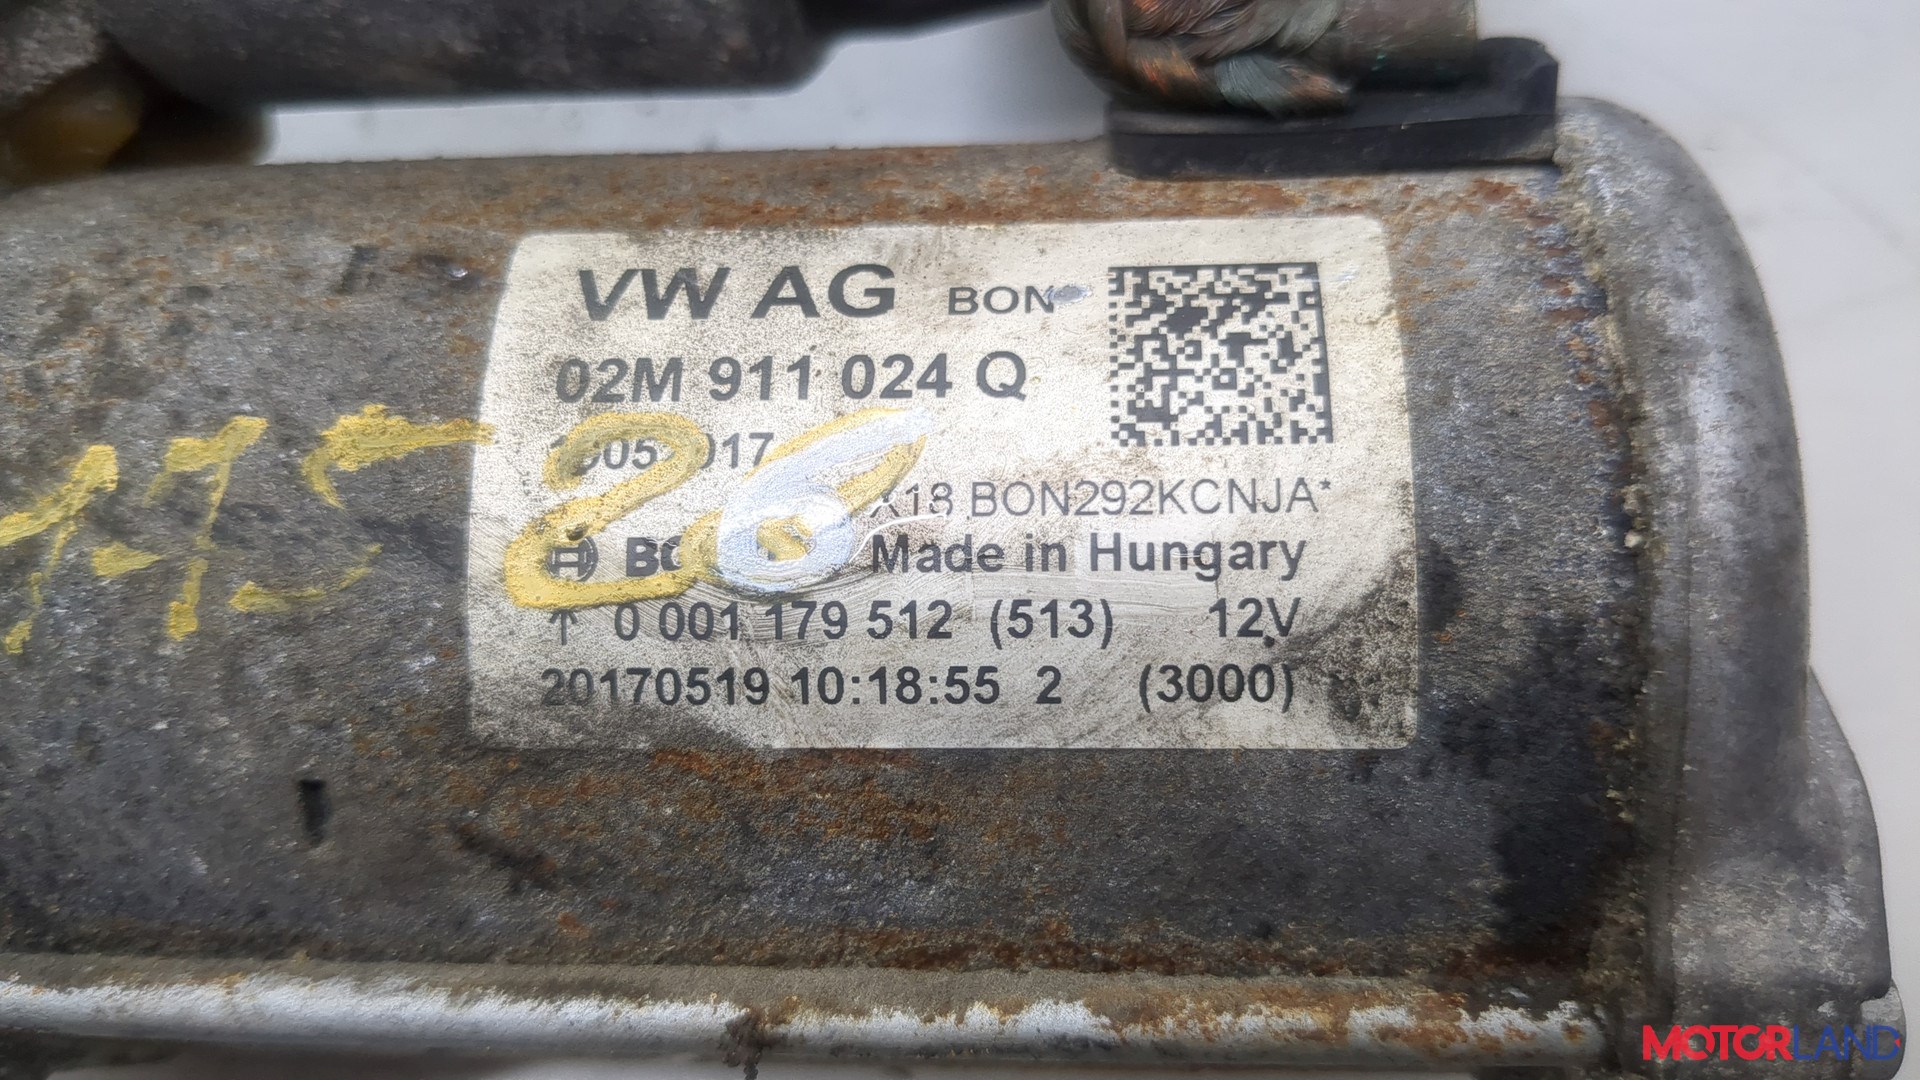 VW AG BON
02M 911 024 Q
X18 BON292KCNJA*
Made in Hungary
↑ 0 001 179 512 (513) 12V
20170519 10:18:55 2 (3000)
26
MOTORLAND